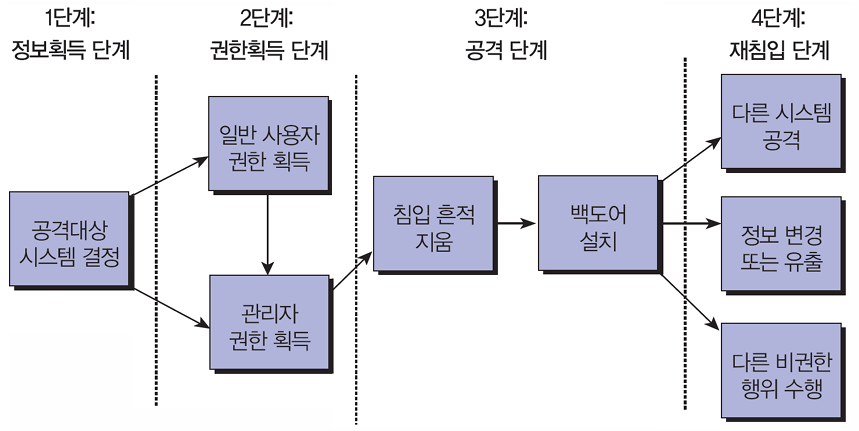 1단계:
정보획득 단계
2단계:
권한획득 단계
3단계:
공격 단계
4단계:
재침입 단계
공격대상
시스템 결정
일반 사용자
권한 획득
관리자
권한 획득
침입 흔적
지움
백도어
설치
다른 시스템
공격
정보 변경
또는 유출
다른 비권한
행위 수행